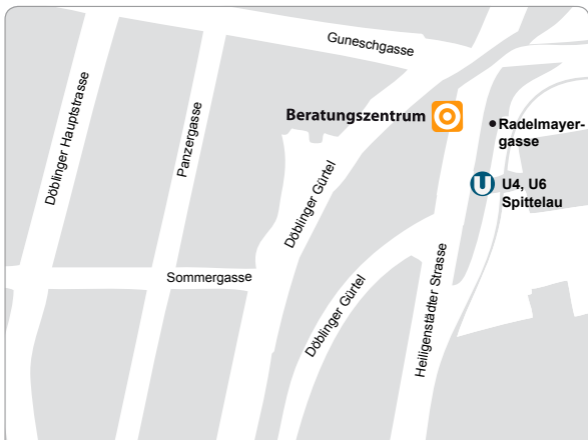 Guneschgasse
Döblinger Hauptstrasse
Panzergasse
Beratungszentrum
Radelmayer-
gasse
U U4, U6
Spittelau
Döblinger Gürtel
Sommergasse
Döblinger Gürtel
Heiligenstädter Strasse